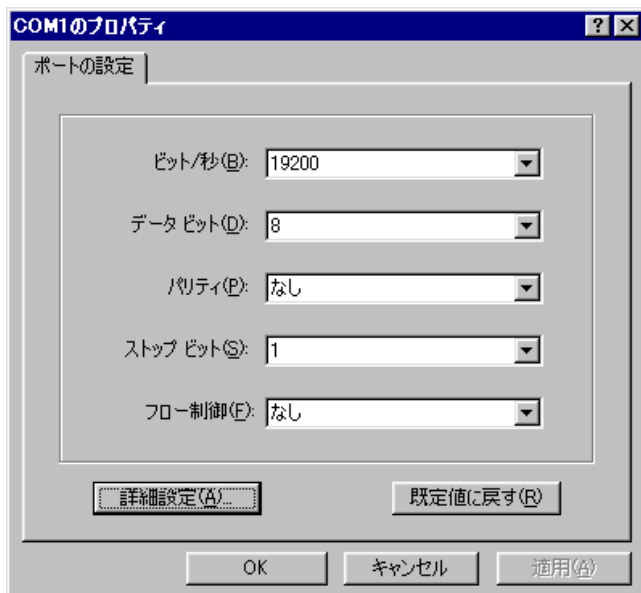 COM1のプロパティ
ポートの設定
ビット/秒(B): 19200
データ ビット(D): 8
パリティ(P): なし
ストップ ビット(S): 1
フロー制御(F): なし
詳細設定(A)... 既定値に戻す(R)
OK キャンセル 適用(A)